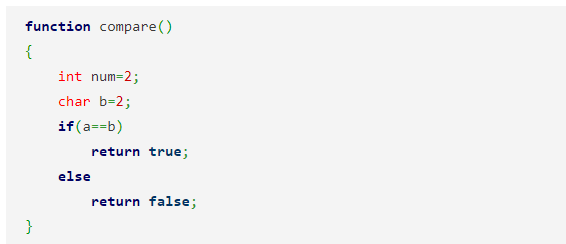 function compare()
{
int num=2;
char b=2;
if(a==b)
return true;
else
return false;
}